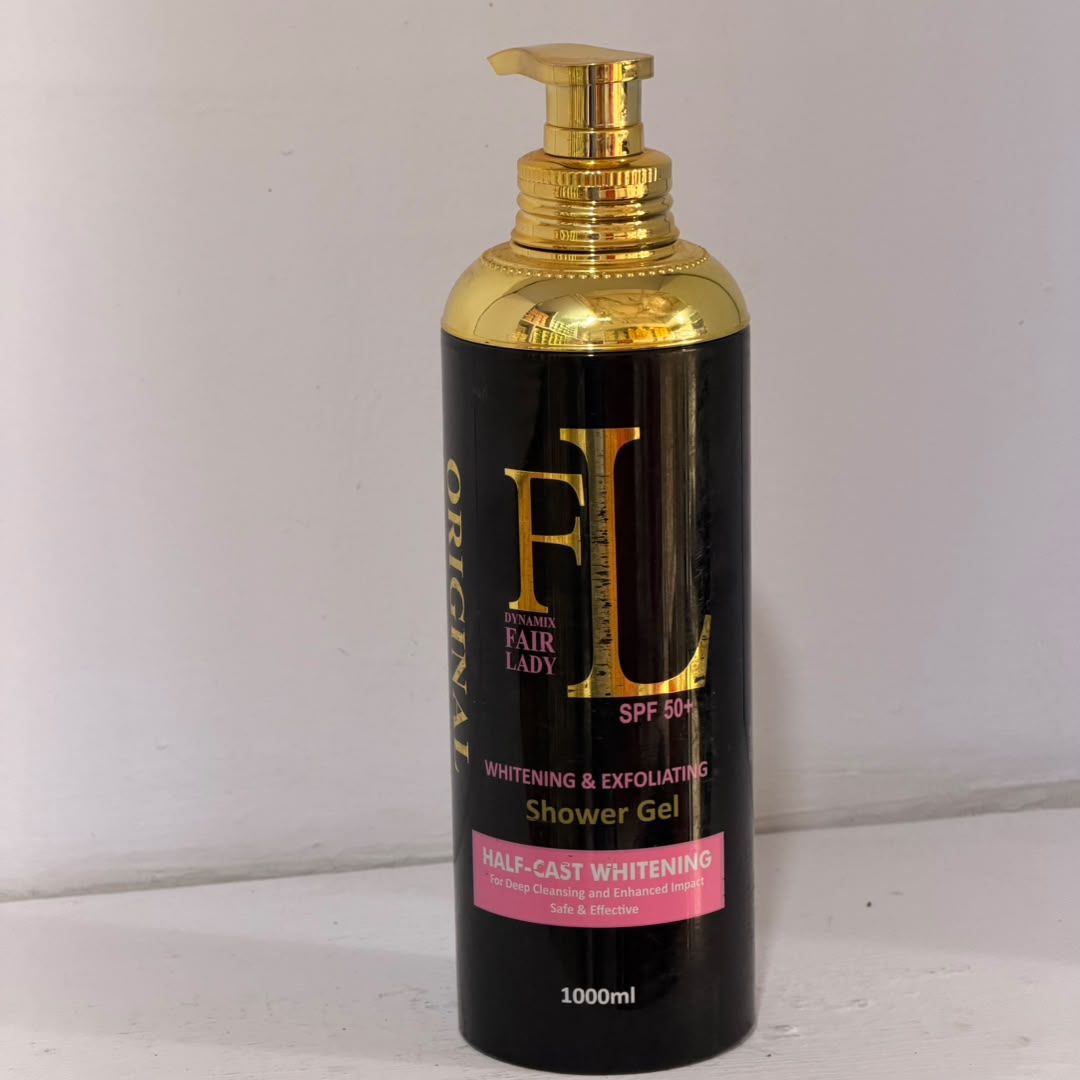 ORIGINAL
FL
DYNAMIX
FAIR
LADY
SPF 50+
WHITENING & EXFOLIATING
Shower Gel
HALF-CAST WHITENING
For Deep Cleansing and Enhanced Impact
Safe & Effective
1000ml